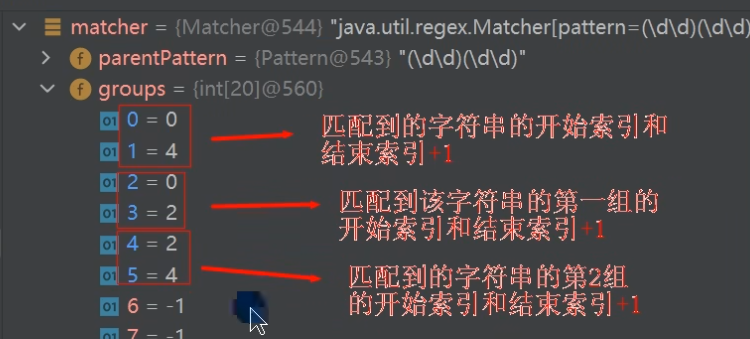 matcher = {Matcher@544} "java.util.regex.Matcher[pattern=(\d\d)(\d\d)
parentPattern = {Pattern@543} "(\d\d)(\d\d)"
groups = {int[20]@560}
01 0 = 0
01 1 = 4
匹配到的字符串的开始索引和
结束索引+1
01 2 = 0
01 3 = 2
匹配到该字符串的第一组的
开始索引和结束索引+1
01 4 = 2
01 5 = 4
匹配到的字符串的第2组
的开始索引和结束索引+1
01 6 = -1
01 7 = -1